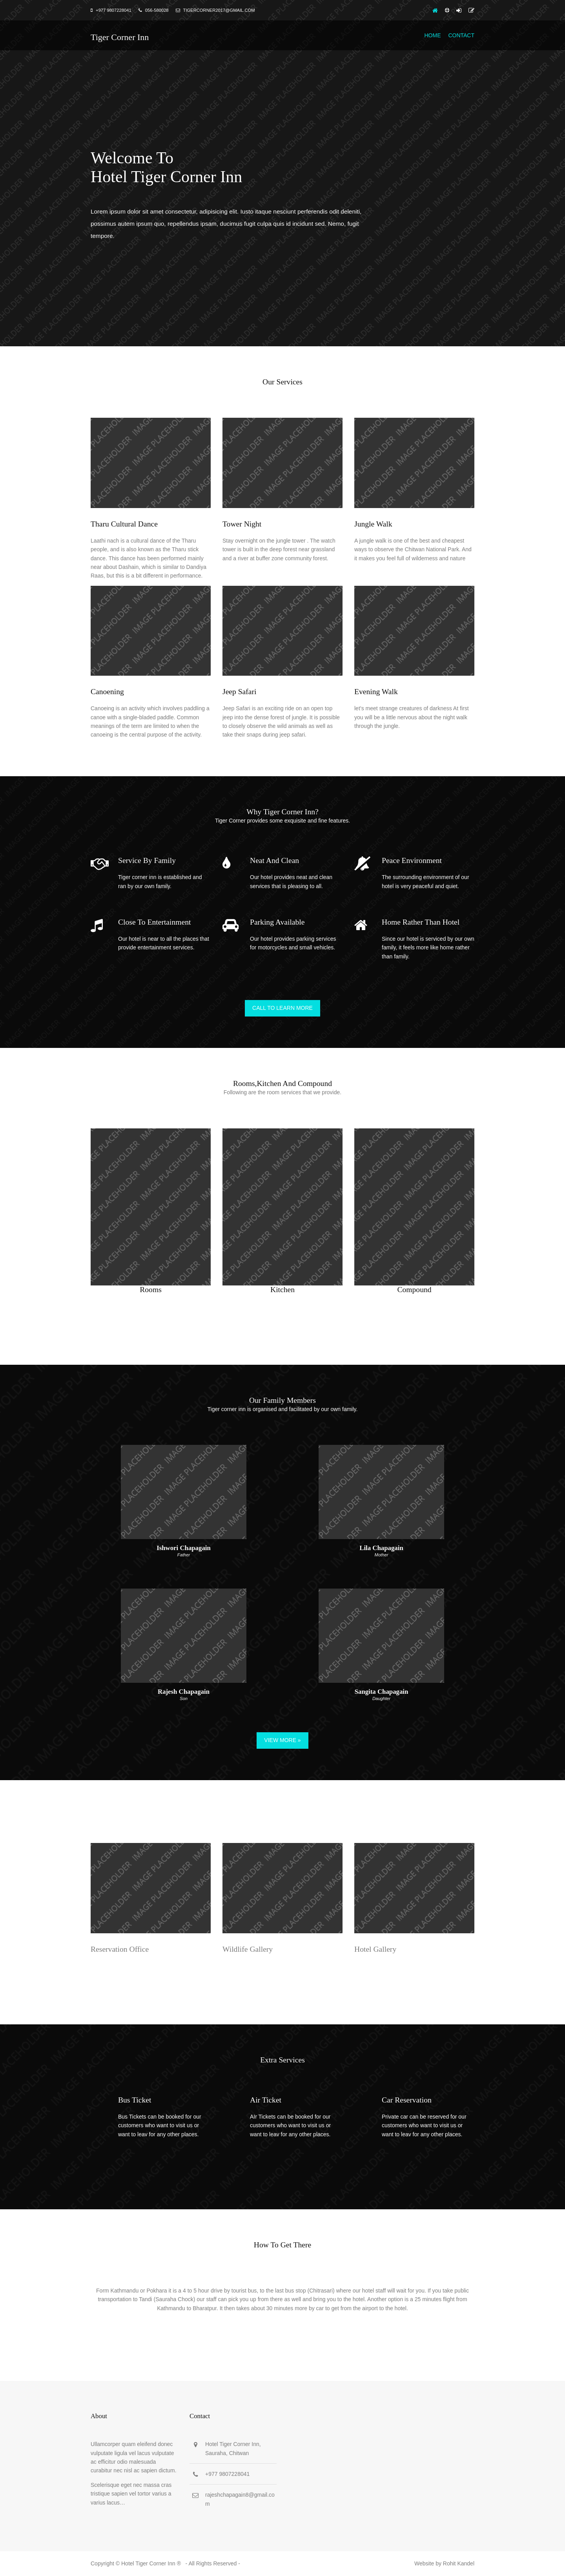 +977 9807228041 056-580028 TIGERCORNER2017@GMAIL.COM
Tiger Corner Inn
HOME CONTACT
Welcome To
Hotel Tiger Corner Inn
Lorem ipsum dolor sit amet consectetur, adipisicing elit. Iusto itaque nesciunt perferendis odit deleniti,
possimus autem ipsum quo, repellendus ipsam, ducimus fugit culpa quis id incidunt sed. Nemo, fugit
tempore.
Our Services
Tharu Cultural Dance
Laathi nach is a cultural dance of the Tharu
people, and is also known as the Tharu stick
dance. This dance has been performed mainly
near about Dashain, which is similar to Dandiya
Raas, but this is a bit different in performance.
Tower Night
Stay overnight on the jungle tower . The watch
tower is built in the deep forest near grassland
and a river at buffer zone community forest.
Jungle Walk
A jungle walk is one of the best and cheapest
ways to observe the Chitwan National Park. And
it makes you feel full of wilderness and nature
Canoening
Canoeing is an activity which involves paddling a
canoe with a single-bladed paddle. Common
meanings of the term are limited to when the
canoeing is the central purpose of the activity.
Jeep Safari
Jeep Safari is an exciting ride on an open top
jeep into the dense forest of jungle. It is possible
to closely observe the wild animals as well as
take their snaps during jeep safari.
Evening Walk
let's meet strange creatures of darkness At first
you will be a little nervous about the night walk
through the jungle.
Why Tiger Corner Inn?
Tiger Corner provides some exquisite and fine features.
Service By Family
Tiger corner inn is established and
ran by our own family.
Neat And Clean
Our hotel provides neat and clean
services that is pleasing to all.
Peace Environment
The surrounding environment of our
hotel is very peaceful and quiet.
Close To Entertainment
Our hotel is near to all the places that
provide entertainment services.
Parking Available
Our hotel provides parking services
for motorcycles and small vehicles.
Home Rather Than Hotel
Since our hotel is serviced by our own
family, it feels more like home rather
than family.
CALL TO LEARN MORE
Rooms,Kitchen And Compound
Following are the room services that we provide.
Rooms
Kitchen
Compound
Our Family Members
Tiger corner inn is organised and facilitated by our own family.
Ishwori Chapagain
Father
Lila Chapagain
Mother
Rajesh Chapagain
Son
Sangita Chapagain
Daughter
VIEW MORE »
Reservation Office
Wildlife Gallery
Hotel Gallery
Extra Services
Bus Ticket
Bus Tickets can be booked for our
customers who want to visit us or
want to leav for any other places.
Air Ticket
Air Tickets can be booked for our
customers who want to visit us or
want to leav for any other places.
Car Reservation
Private car can be reserved for our
customers who want to visit us or
want to leav for any other places.
How To Get There
Form Kathmandu or Pokhara it is a 4 to 5 hour drive by tourist bus, to the last bus stop (Chitrasari) where our hotel staff will wait for you. If you take public
transportation to Tandi (Sauraha Chock) our staff can pick you up from there as well and bring you to the hotel. Another option is a 25 minutes flight from
Kathmandu to Bharatpur. It then takes about 30 minutes more by car to get from the airport to the hotel.
About
Ullamcorper quam eleifend donec
vulputate ligula vel lacus vulputate
ac efficitur odio malesuada
curabitur nec nisl ac sapien dictum.
Scelerisque eget nec massa cras
tristique sapien vel tortor varius a
varius lacus...
Contact
Hotel Tiger Corner Inn,
Sauraha, Chitwan
+977 9807228041
rajeshchapagain8@gmail.co
m
Copyright © Hotel Tiger Corner Inn ® - All Rights Reserved -
Website by Rohit Kandel